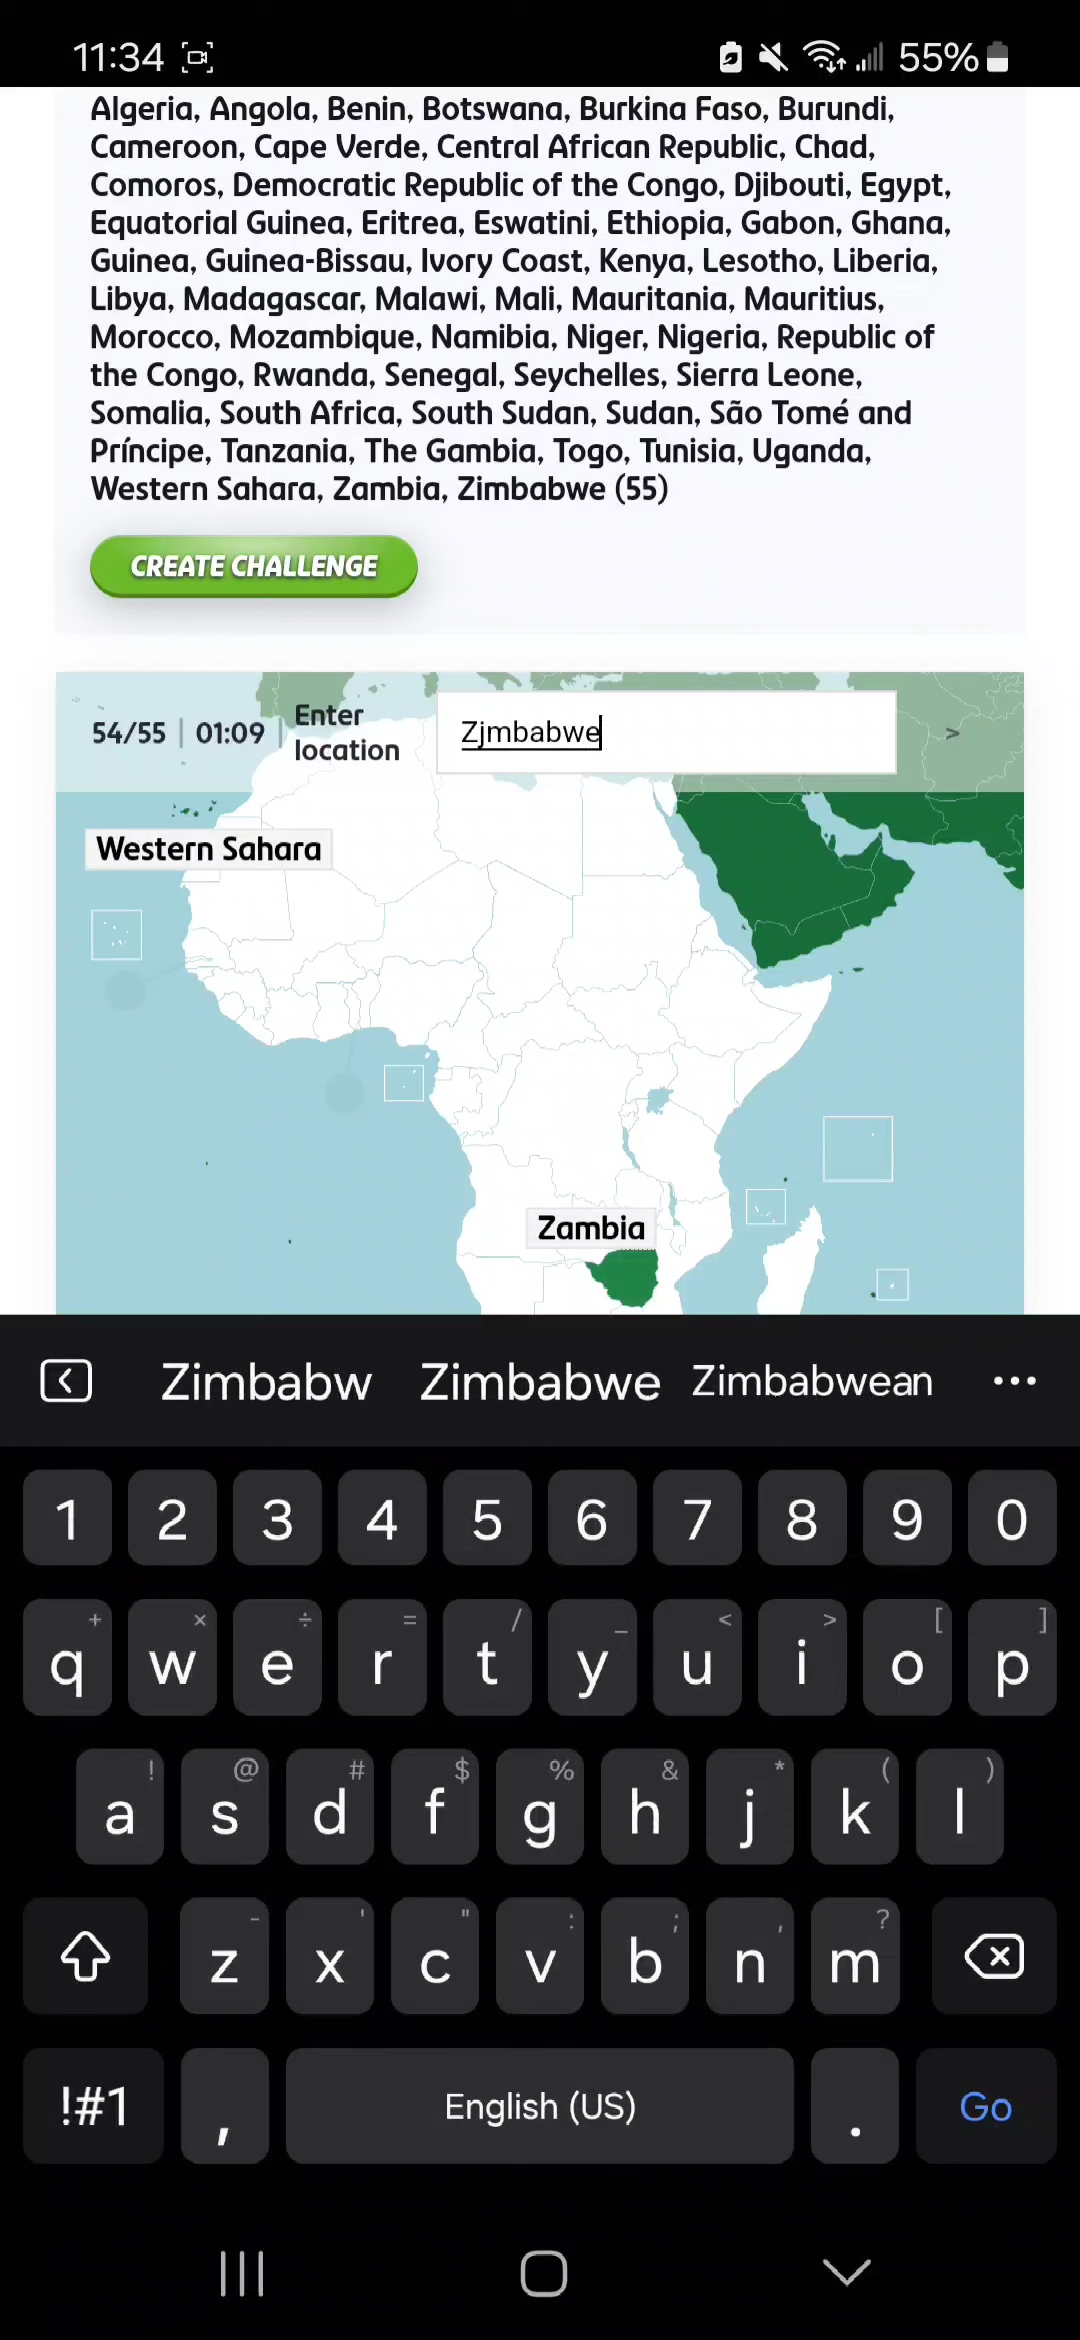 11:34 55%
Algeria, Angola, Benin, Botswana, Burkina Faso, Burundi,
Cameroon, Cape Verde, Central African Republic, Chad,
Comoros, Democratic Republic of the Congo, Djibouti, Egypt,
Equatorial Guinea, Eritrea, Eswatini, Ethiopia, Gabon, Ghana,
Guinea, Guinea-Bissau, Ivory Coast, Kenya, Lesotho, Liberia,
Libya, Madagascar, Malawi, Mali, Mauritania, Mauritius,
Morocco, Mozambique, Namibia, Niger, Nigeria, Republic of
the Congo, Rwanda, Senegal, Seychelles, Sierra Leone,
Somalia, South Africa, South Sudan, Sudan, São Tomé and
Príncipe, Tanzania, The Gambia, Togo, Tunisia, Uganda,
Western Sahara, Zambia, Zimbabwe (55)
CREATE CHALLENGE
54/55 | 01:09 | Enter location Zjmbabwe >
Western Sahara
Zambia
Zimbabw Zimbabwe Zimbabwean ...
1 2 3 4 5 6 7 8 9 0
+ × ÷ = / _ < > [ ]
q w e r t y u i o p
! @ # $ % & * ( )
a s d f g h j k l
- ' " : ; , ?
z x c v b n m
!#1 , English (US) . Go